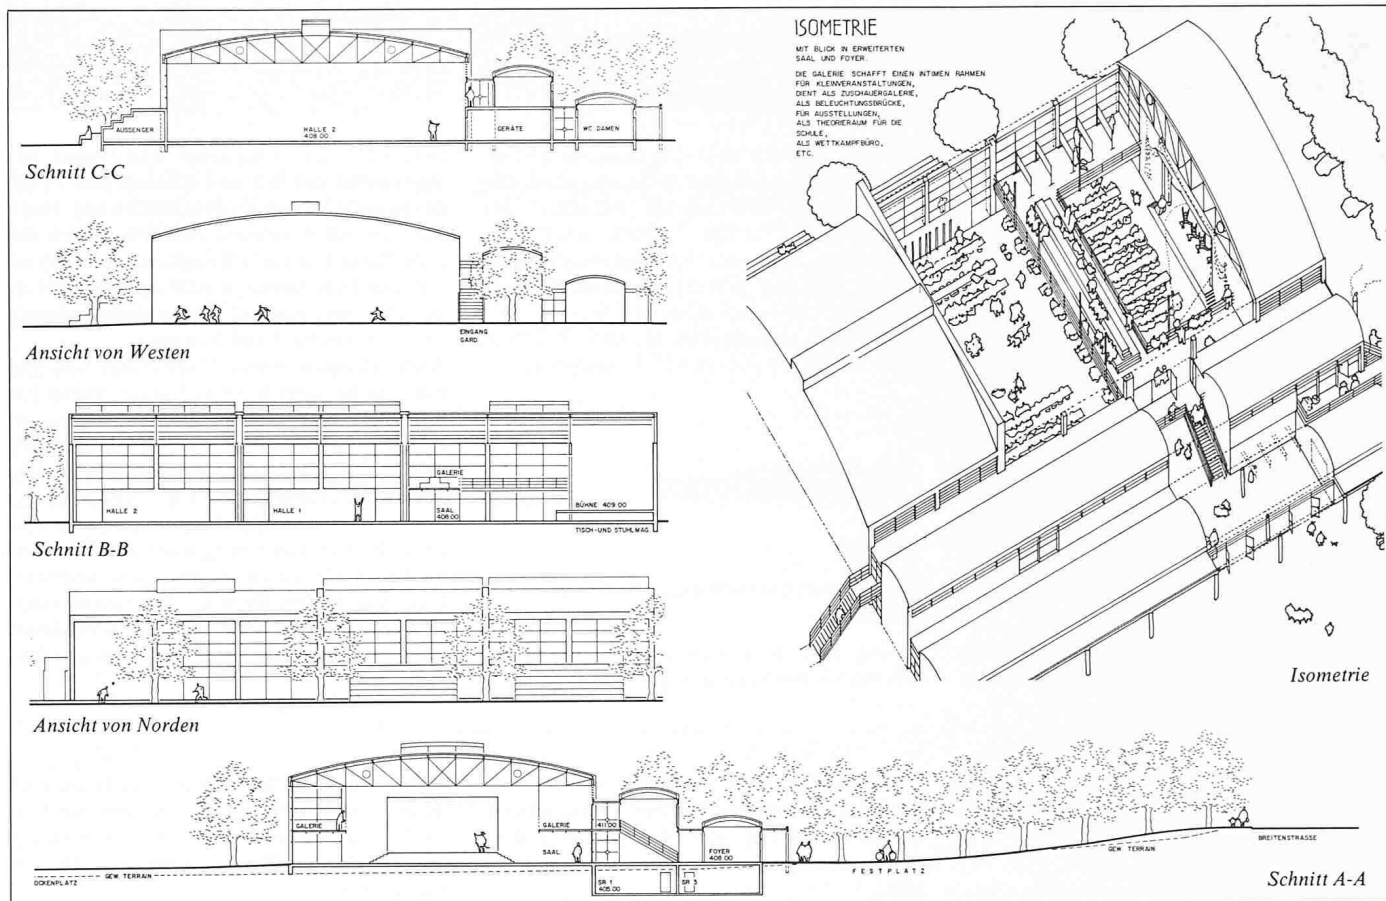 AUSSENGER
HALLE 2
408.00
GERÄTE
WC DAMEN
Schnitt C-C
EINGANG
GARD.
Ansicht von Westen
HALLE 2
HALLE 1
GALERIE
SAAL
408.00
BÜHNE 409.00
TISCH-UND STUHLMAG.
Schnitt B-B
Ansicht von Norden
ISOMETRIE
MIT BLICK IN ERWEITERTEN
SAAL UND FOYER.
DIE GALERIE SCHAFFT EINEN INTIMEN RAHMEN
FÜR KLEINVERANSTALTUNGEN,
DIENT ALS ZUSCHAUERGALERIE,
ALS BELEUCHTUNGSBRÜCKE,
FÜR AUSSTELLUNGEN,
ALS THEORIERAUM FÜR DIE
SCHULE,
ALS WETTKAMPFBÜRO,
ETC.
Isometrie
GALERIE
GALERIE
411.00
SAAL
FOYER
408.00
SR 1
405.00
SR 3
GEW. TERRAIN
FESTPLATZ
GEW. TERRAIN
BREITENSTRASSE
Schnitt A-A